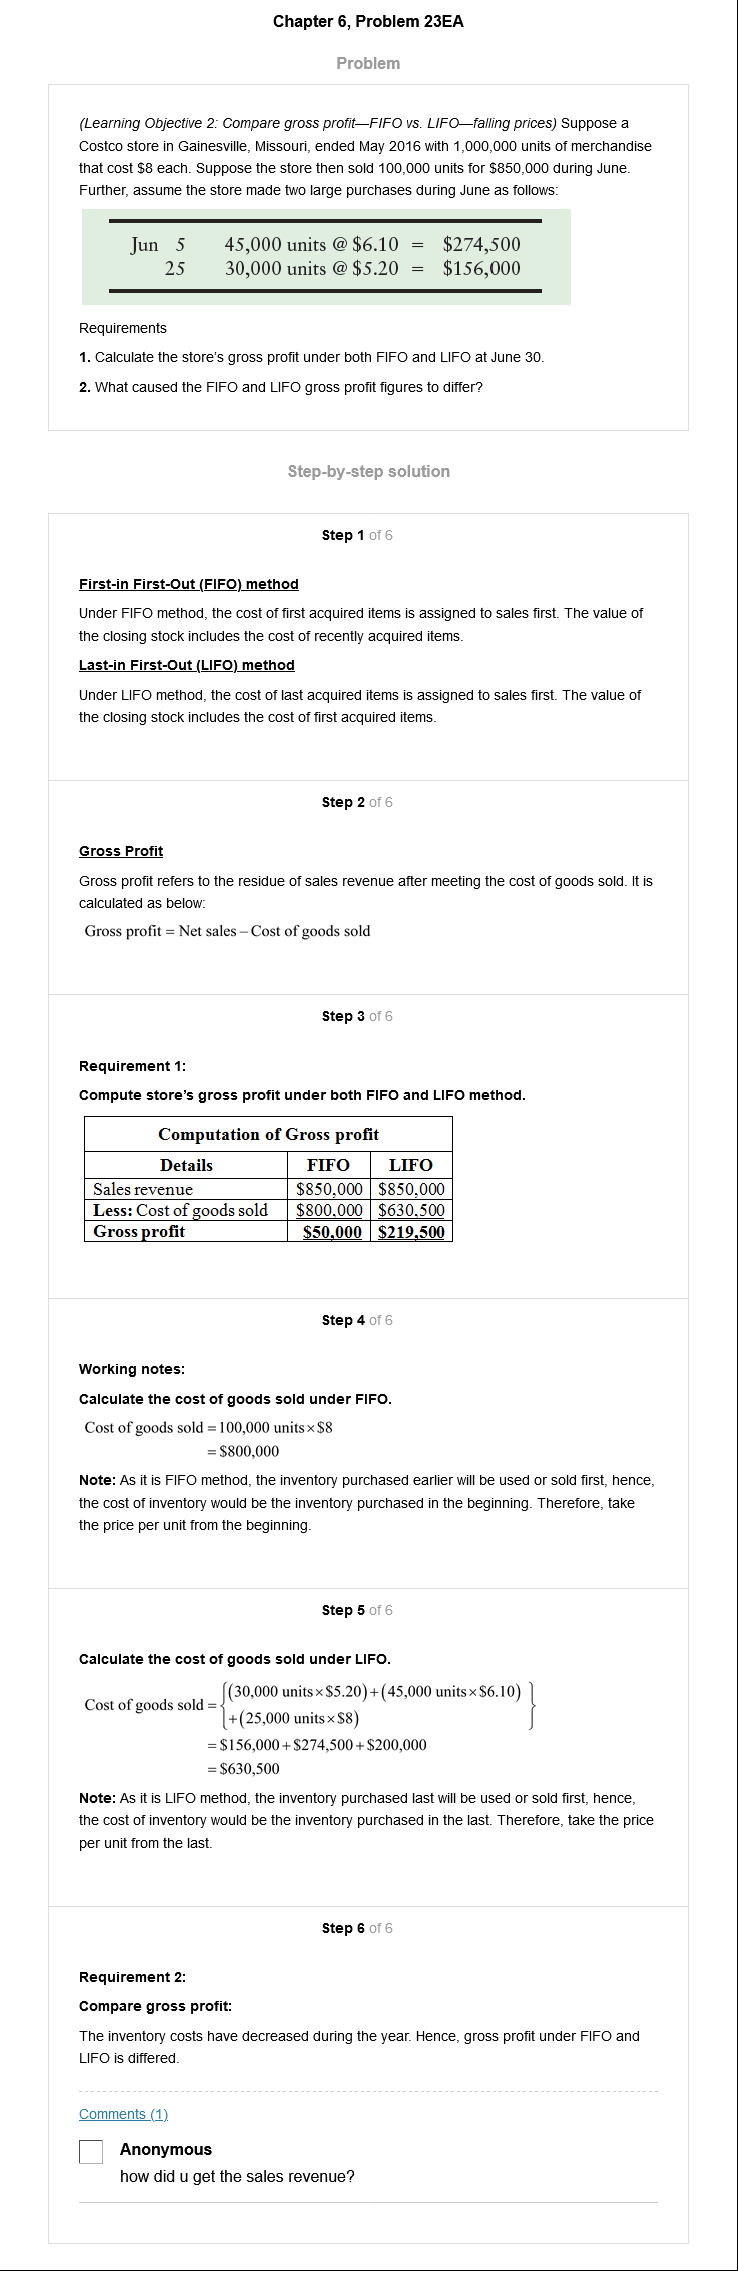 Chapter 6, Problem 23EA
Problem
(Learning Objective 2: Compare gross profit—FIFO vs. LIFO—falling prices) Suppose a
Costco store in Gainesville, Missouri, ended May 2016 with 1,000,000 units of merchandise
that cost $8 each. Suppose the store then sold 100,000 units for $850,000 during June.
Further, assume the store made two large purchases during June as follows:
Jun 5 45,000 units @ $6.10 = $274,500
25 30,000 units @ $5.20 = $156,000
Requirements
1. Calculate the store's gross profit under both FIFO and LIFO at June 30.
2. What caused the FIFO and LIFO gross profit figures to differ?
Step-by-step solution
Step 1 of 6
First-in First-Out (FIFO) method
Under FIFO method, the cost of first acquired items is assigned to sales first. The value of
the closing stock includes the cost of recently acquired items.
Last-in First-Out (LIFO) method
Under LIFO method, the cost of last acquired items is assigned to sales first. The value of
the closing stock includes the cost of first acquired items.
Step 2 of 6
Gross Profit
Gross profit refers to the residue of sales revenue after meeting the cost of goods sold. It is
calculated as below:
Gross profit = Net sales – Cost of goods sold
Step 3 of 6
Requirement 1:
Compute store's gross profit under both FIFO and LIFO method.
Computation of Gross profit
Details FIFO LIFO
Sales revenue $850,000 $850,000
Less: Cost of goods sold $800,000 $630,500
Gross profit $50,000 $219,500
Step 4 of 6
Working notes:
Calculate the cost of goods sold under FIFO.
Cost of goods sold = 100,000 units × $8
= $800,000
Note: As it is FIFO method, the inventory purchased earlier will be used or sold first, hence,
the cost of inventory would be the inventory purchased in the beginning. Therefore, take
the price per unit from the beginning.
Step 5 of 6
Calculate the cost of goods sold under LIFO.
Cost of goods sold = {(30,000 units × $5.20) + (45,000 units × $6.10)
+ (25,000 units × $8)}
= $156,000 + $274,500 + $200,000
= $630,500
Note: As it is LIFO method, the inventory purchased last will be used or sold first, hence,
the cost of inventory would be the inventory purchased in the last. Therefore, take the price
per unit from the last.
Step 6 of 6
Requirement 2:
Compare gross profit:
The inventory costs have decreased during the year. Hence, gross profit under FIFO and
LIFO is differed.
Comments (1)
Anonymous
how did u get the sales revenue?